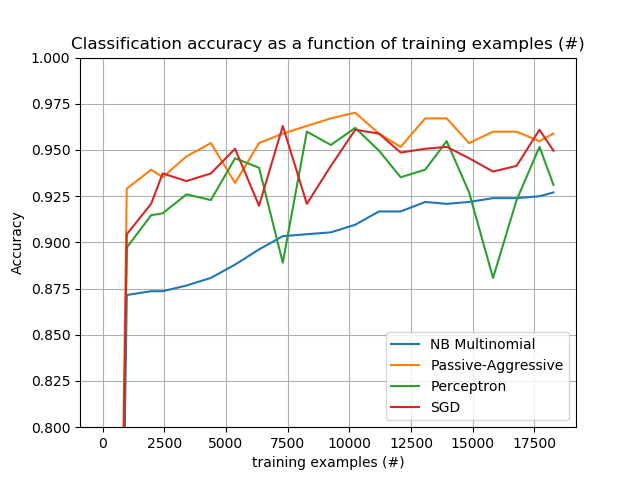 Classification accuracy as a function of training examples (#)
1.000
0.975
0.950
0.925
0.900
0.875
0.850
0.825
0.800
Accuracy
NB Multinomial
Passive-Aggressive
Perceptron
SGD
0 2500 5000 7500 10000 12500 15000 17500
training examples (#)